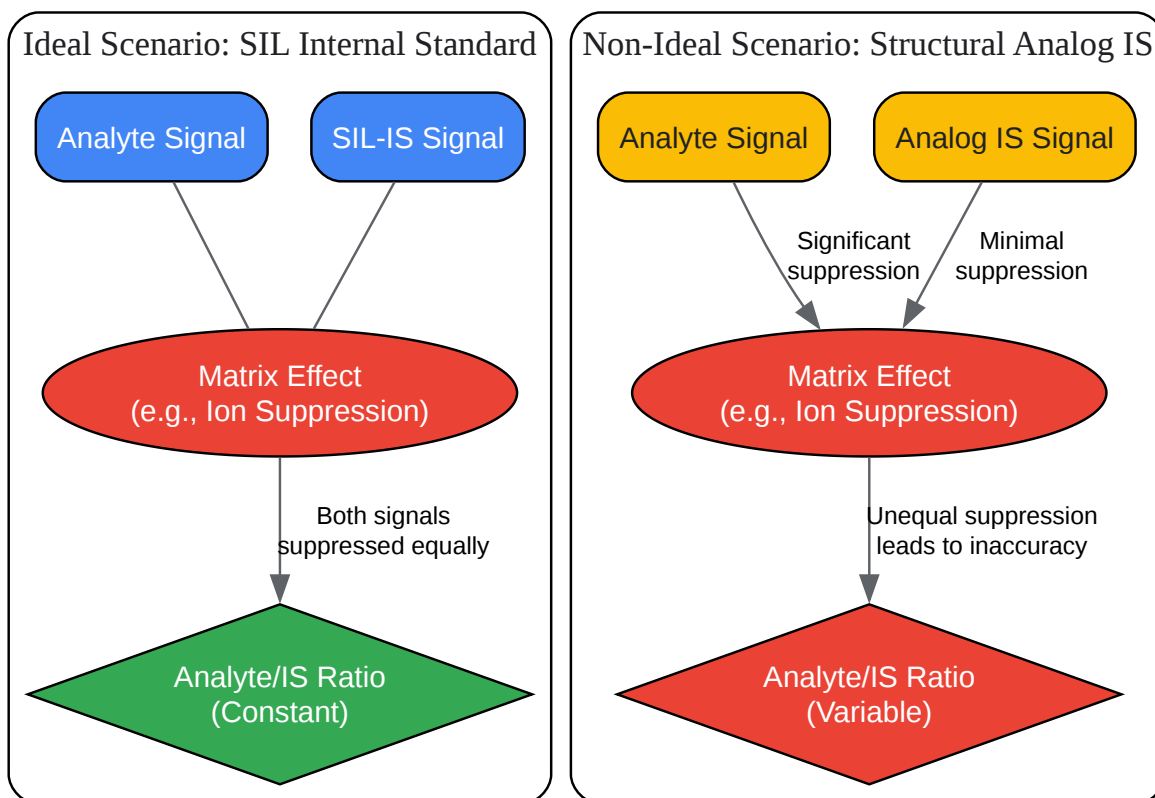 Ideal Scenario: SIL Internal Standard
Analyte Signal
SIL-IS Signal
Matrix Effect
(e.g., Ion Suppression)
Both signals
suppressed equally
Analyte/IS Ratio
(Constant)
Non-Ideal Scenario: Structural Analog IS
Analyte Signal
Analog IS Signal
Significant
suppression
Minimal
suppression
Matrix Effect
(e.g., Ion Suppression)
Unequal suppression
leads to inaccuracy
Analyte/IS Ratio
(Variable)